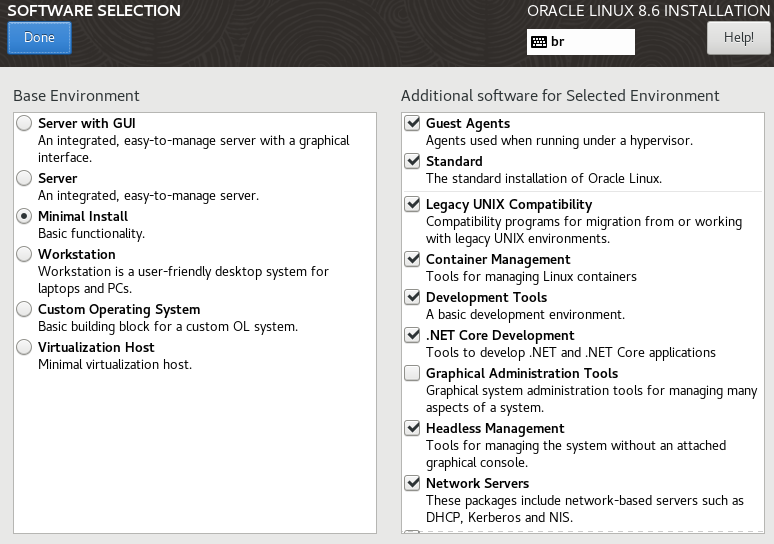 SOFTWARE SELECTION
ORACLE LINUX 8.6 INSTALLATION
Done
br
Help!
Base Environment
Server with GUI
An integrated, easy-to-manage server with a graphical
interface.
Server
An integrated, easy-to-manage server.
Minimal Install
Basic functionality.
Workstation
Workstation is a user-friendly desktop system for
laptops and PCs.
Custom Operating System
Basic building block for a custom OL system.
Virtualization Host
Minimal virtualization host.
Additional software for Selected Environment
Guest Agents
Agents used when running under a hypervisor.
Standard
The standard installation of Oracle Linux.
Legacy UNIX Compatibility
Compatibility programs for migration from or working
with legacy UNIX environments.
Container Management
Tools for managing Linux containers
Development Tools
A basic development environment.
.NET Core Development
Tools to develop .NET and .NET Core applications
Graphical Administration Tools
Graphical system administration tools for managing many
aspects of a system.
Headless Management
Tools for managing the system without an attached
graphical console.
Network Servers
These packages include network-based servers such as
DHCP, Kerberos and NIS.